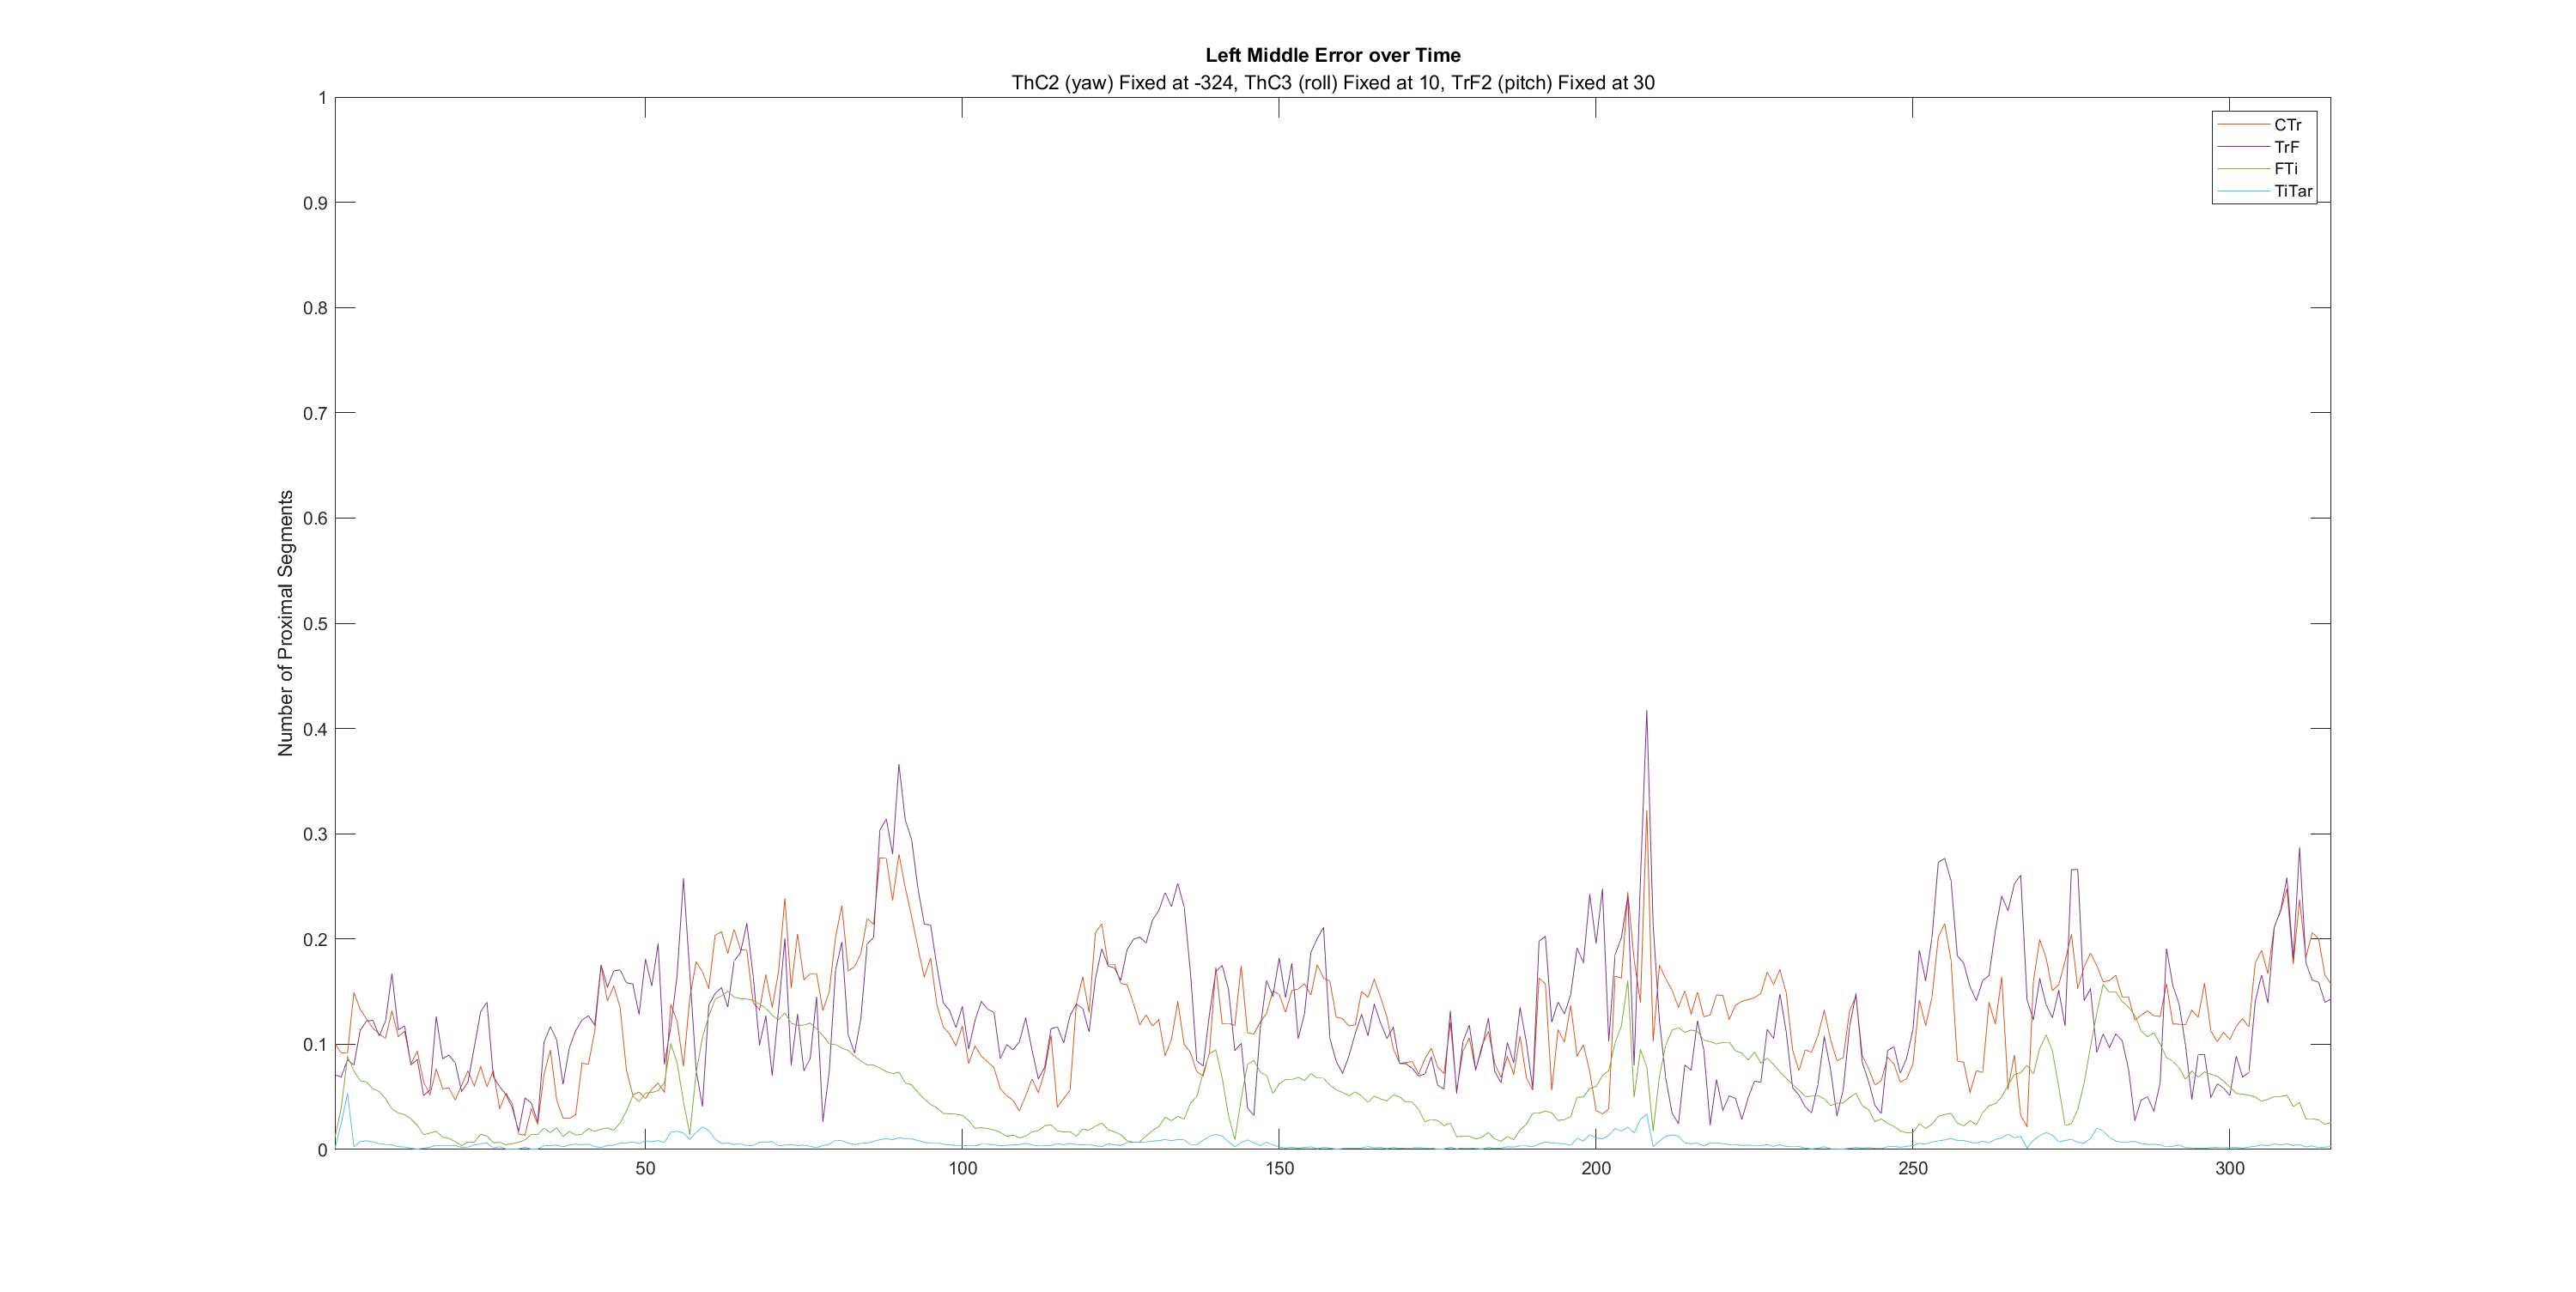 Left Middle Error over Time
ThC2 (yaw) Fixed at -324, ThC3 (roll) Fixed at 10, TrF2 (pitch) Fixed at 30
1
0.9
0.8
0.7
0.6
0.5
0.4
0.3
0.2
0.1
0
Number of Proximal Segments
CTr
TrF
FTi
TiTar
50
100
150
200
250
300